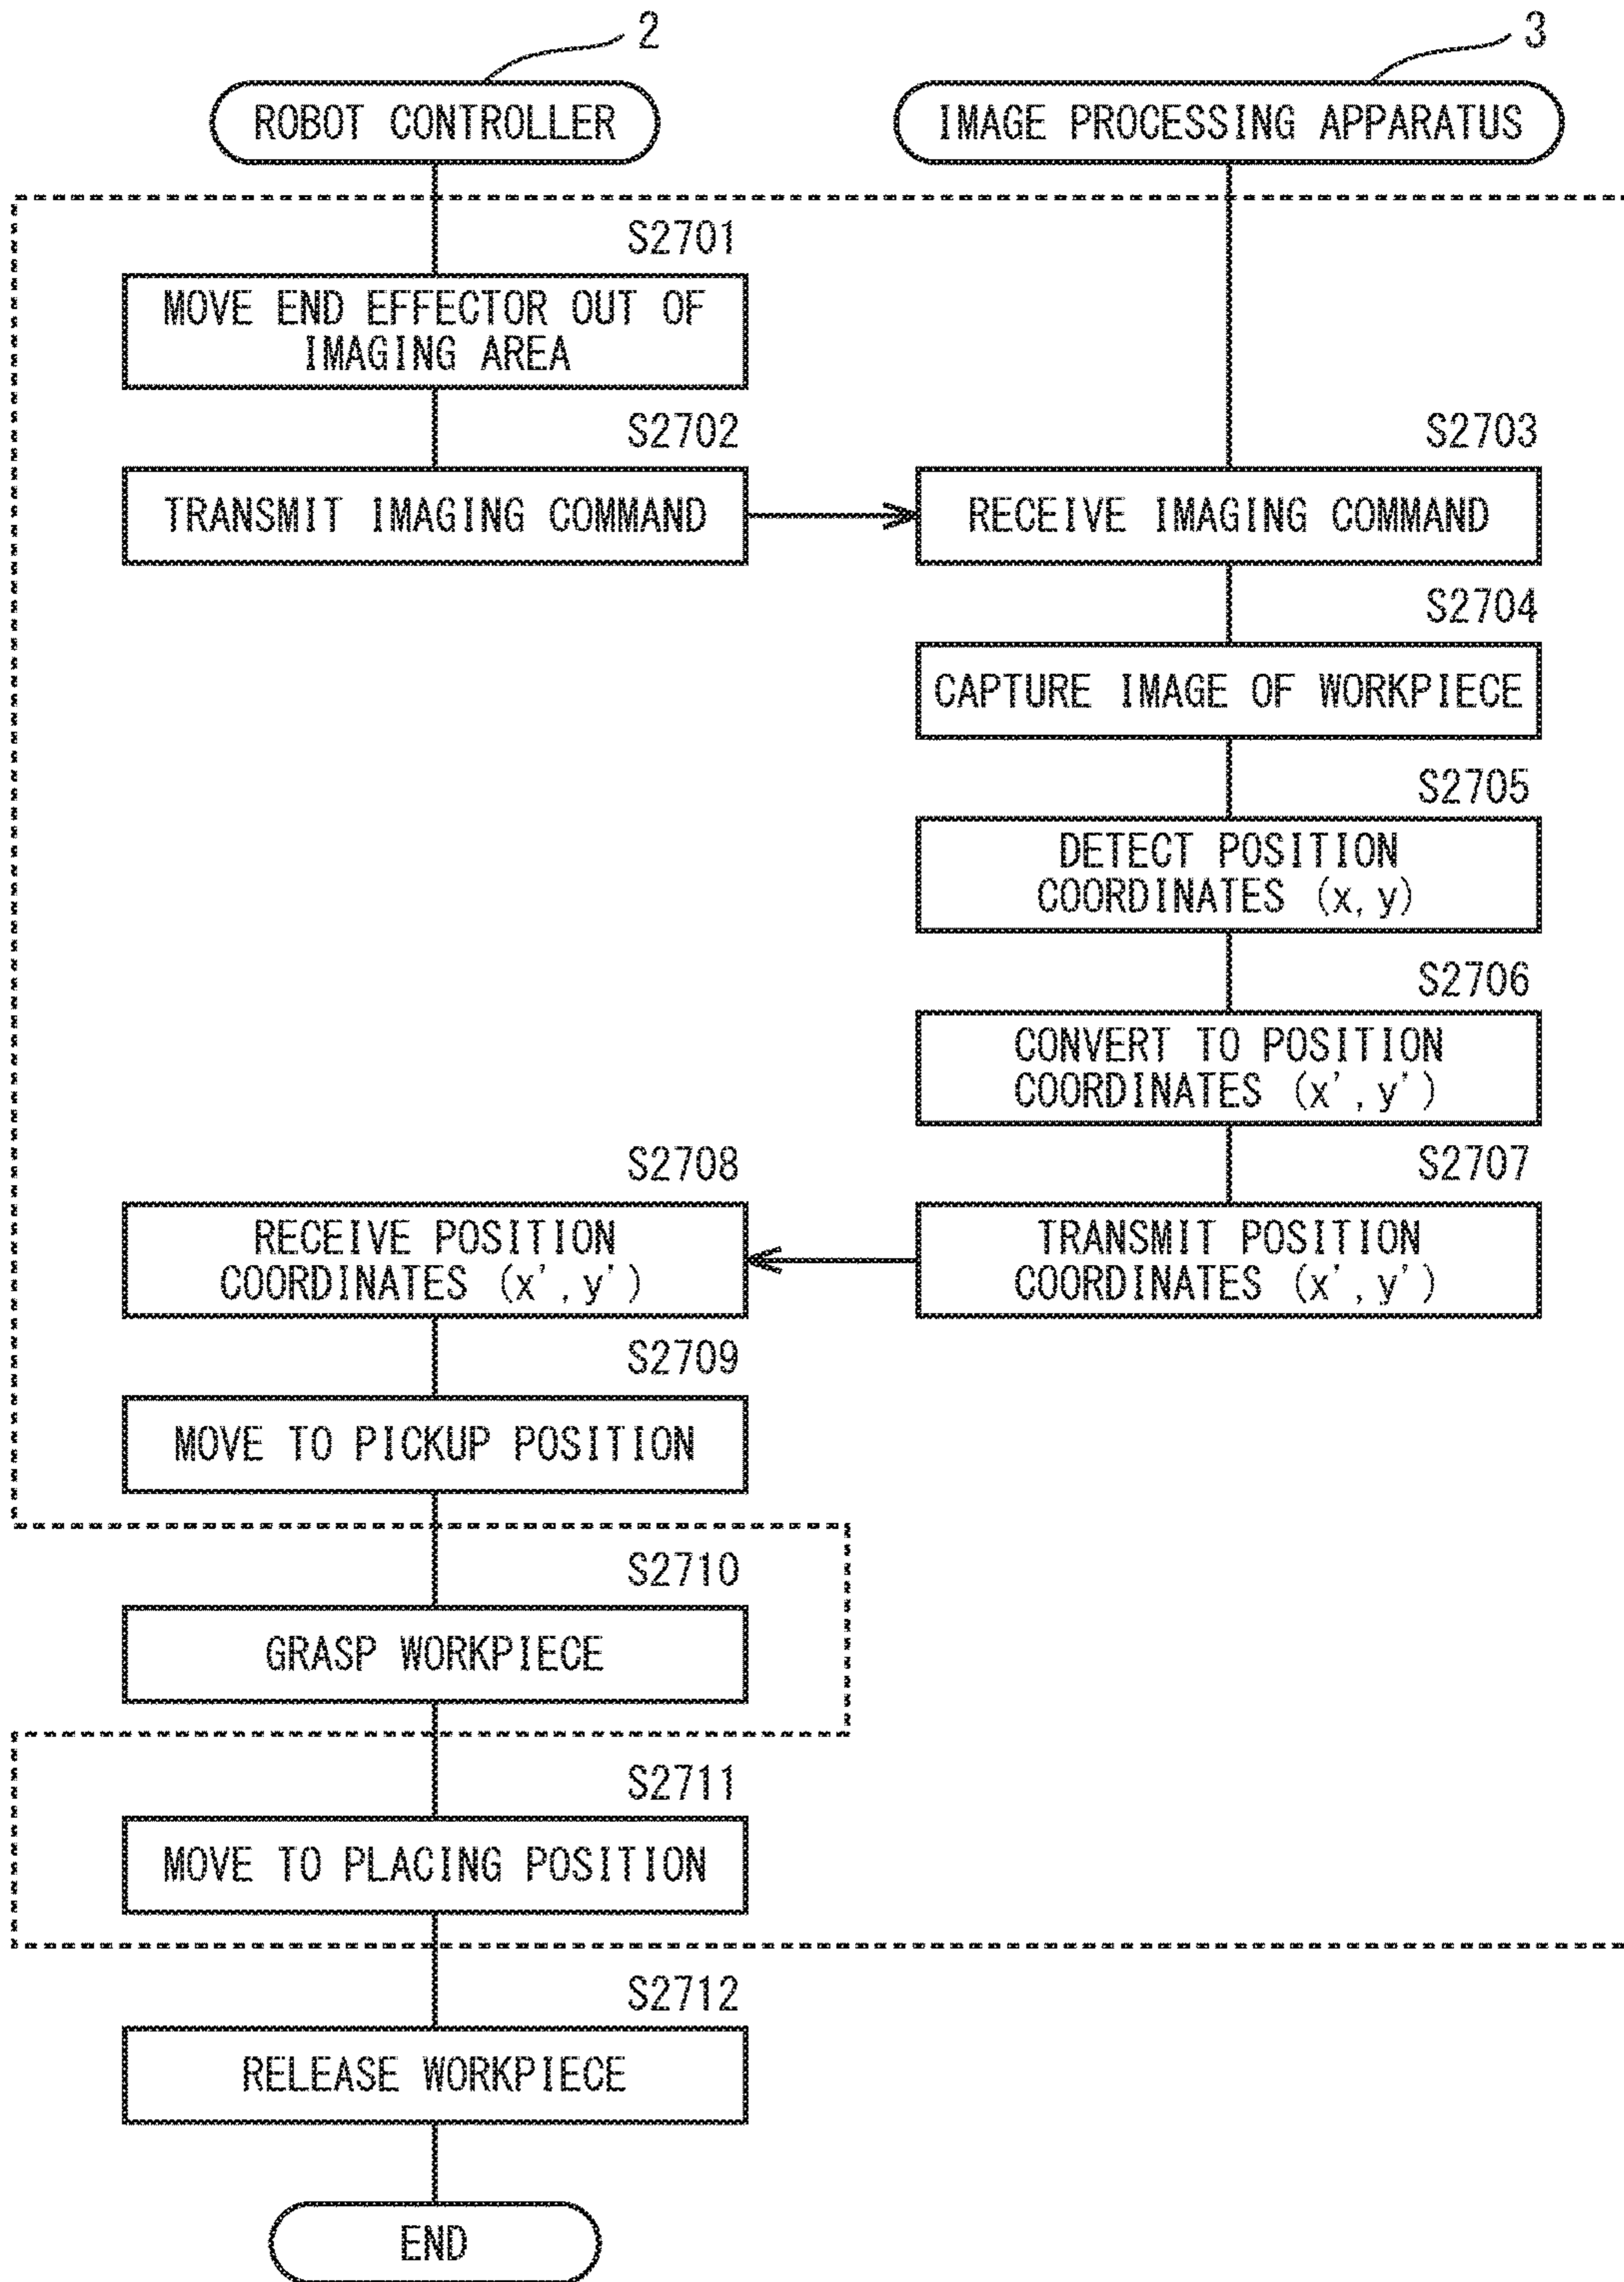 2
3
ROBOT CONTROLLER
IMAGE PROCESSING APPARATUS
S2701
MOVE END EFFECTOR OUT OF
IMAGING AREA
S2702
TRANSMIT IMAGING COMMAND
S2703
RECEIVE IMAGING COMMAND
S2704
CAPTURE IMAGE OF WORKPIECE
S2705
DETECT POSITION
COORDINATES (x, y)
S2706
CONVERT TO POSITION
COORDINATES (x', y')
S2707
TRANSMIT POSITION
COORDINATES (x', y')
S2708
RECEIVE POSITION
COORDINATES (x', y')
S2709
MOVE TO PICKUP POSITION
S2710
GRASP WORKPIECE
S2711
MOVE TO PLACING POSITION
S2712
RELEASE WORKPIECE
END